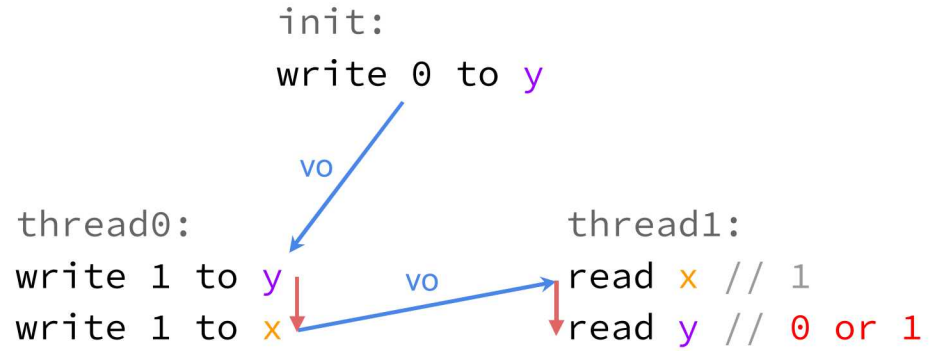 init:
write 0 to y
vo
thread0:
write 1 to y
write 1 to x
vo
thread1:
read x // 1
read y // 0 or 1